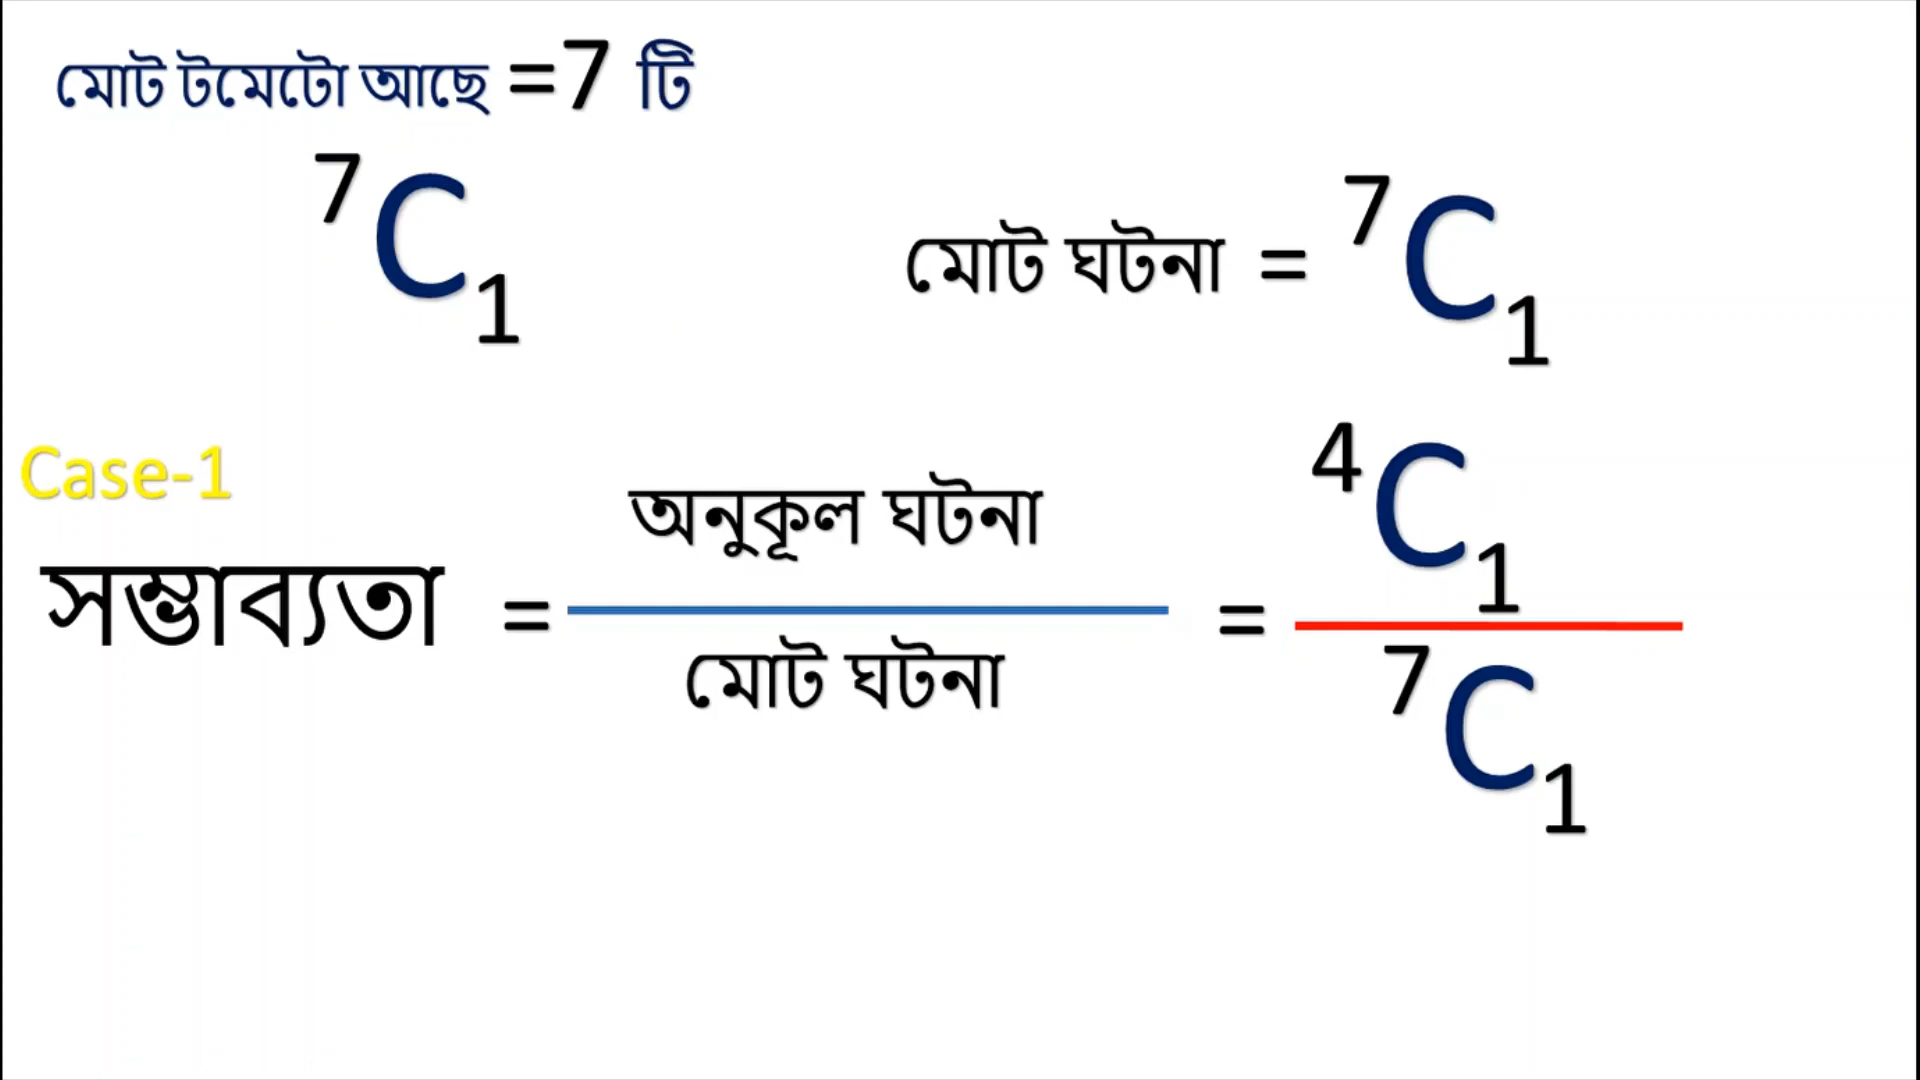 মোট টমেটো আছে =7 টি
⁷C₁
মোট ঘটনা = ⁷C₁
Case-1
সম্ভাব্যতা = অনুকূল ঘটনা / মোট ঘটনা = ⁴C₁ / ⁷C₁